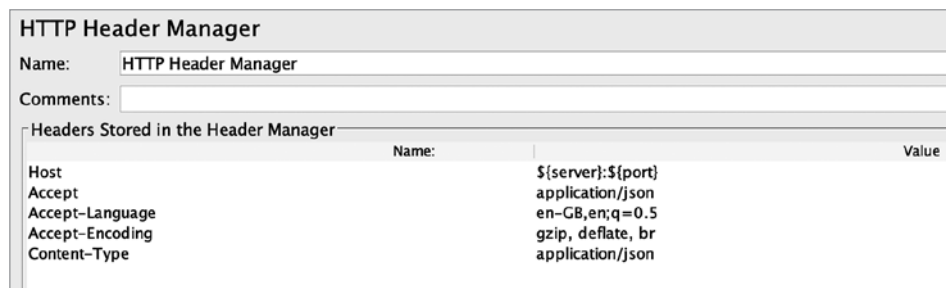 HTTP Header Manager
Name: HTTP Header Manager
Comments:
Headers Stored in the Header Manager
Name: Value
Host ${server}:${port}
Accept application/json
Accept-Language en-GB,en;q=0.5
Accept-Encoding gzip, deflate, br
Content-Type application/json